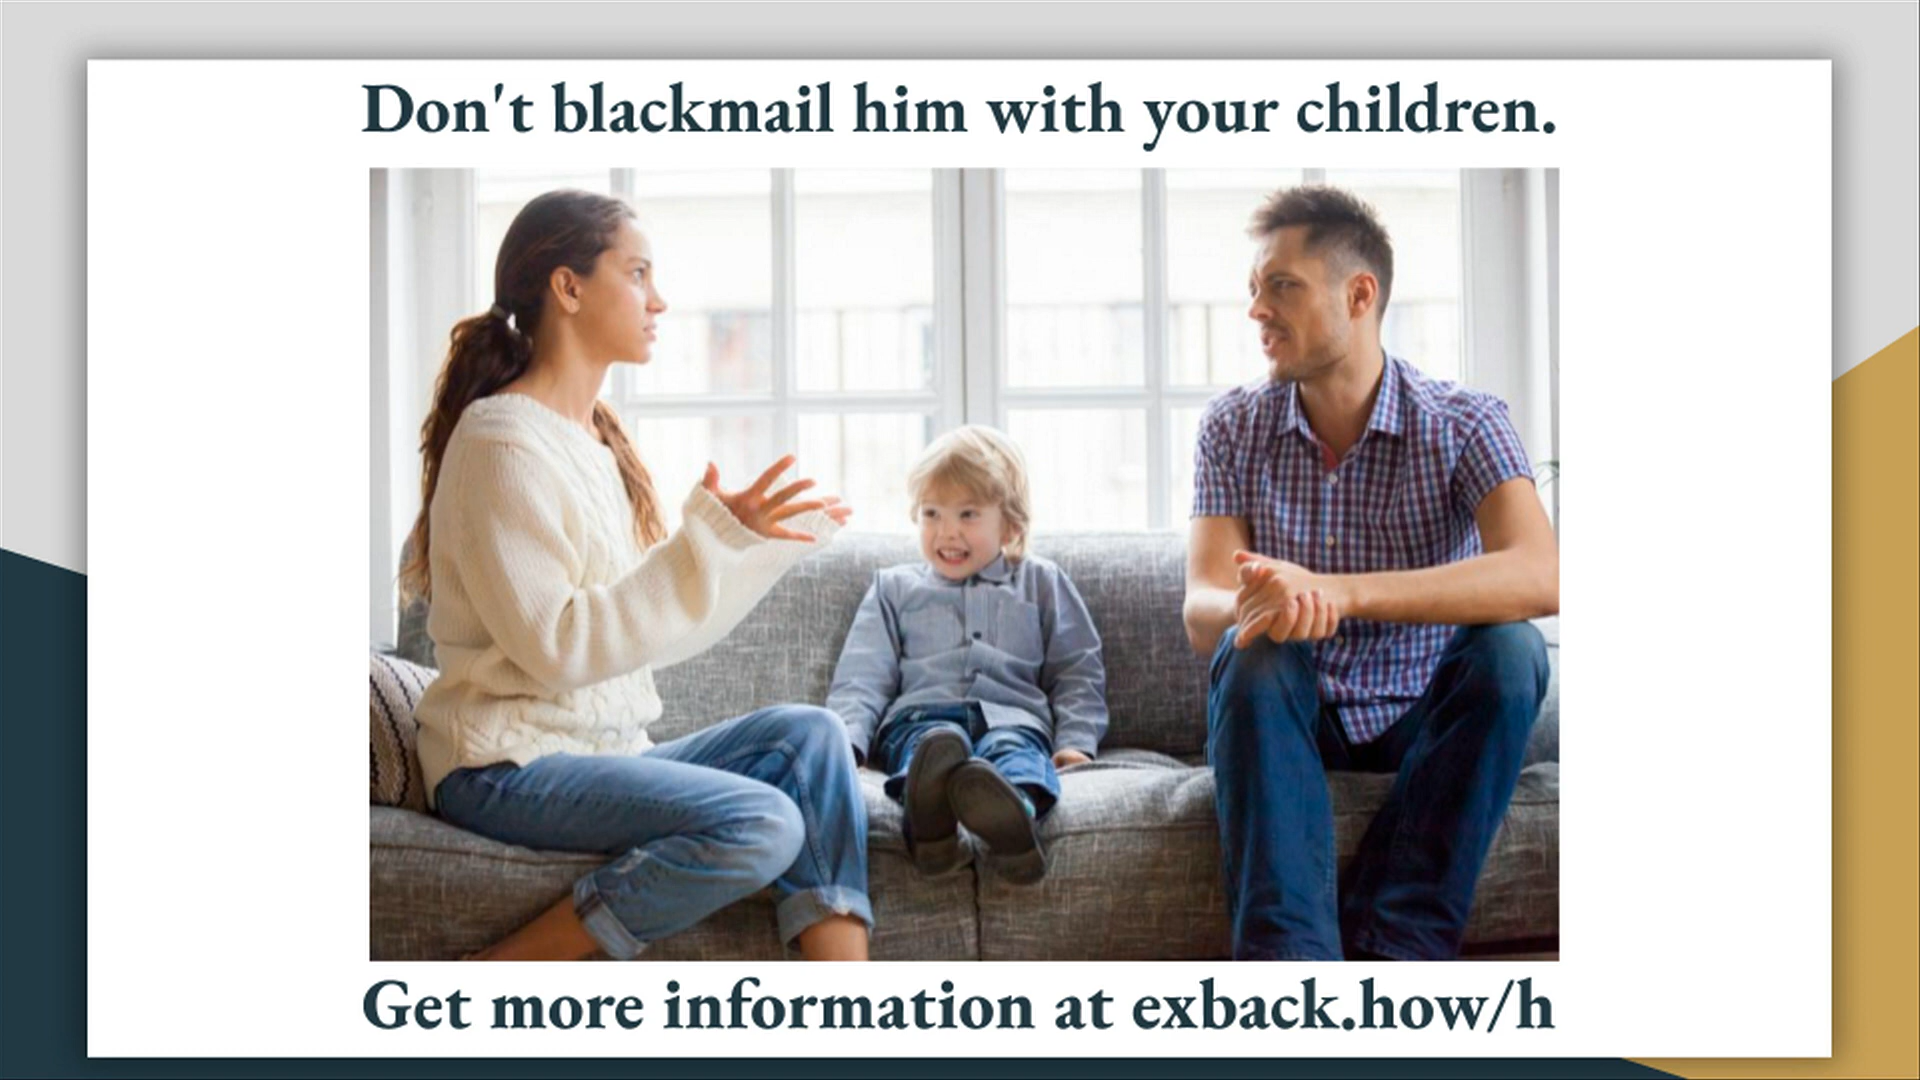 Don't blackmail him with your children.
Get more information at exback.how/h